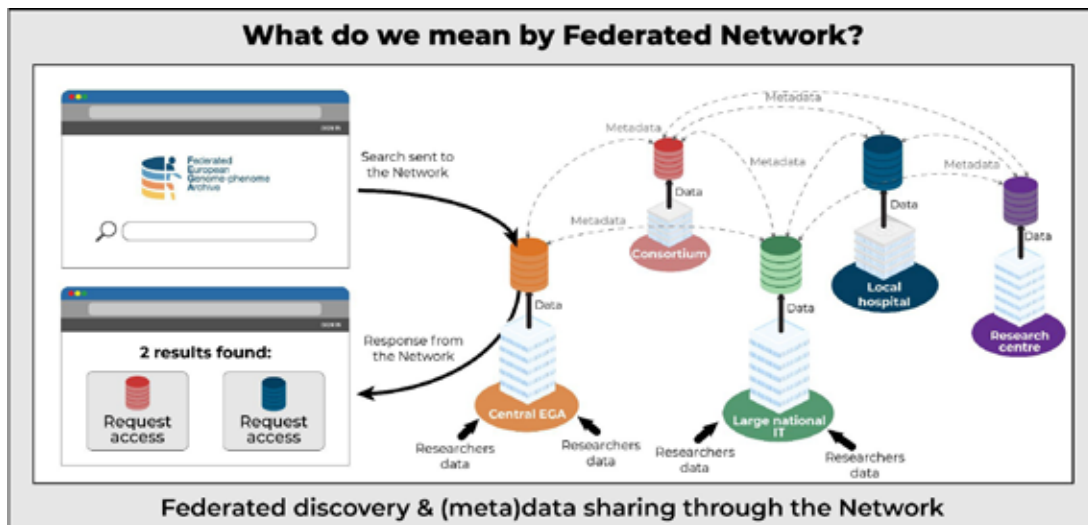 What do we mean by Federated Network?
SIGN IN
Federated
European
Genome-phenome
Archive
Search sent to
the Network
Metadata
Metadata
Metadata
Metadata
Metadata
Data
Data
Data
Data
Data
Consortium
Local
hospital
Research
centre
2 results found:
Request
access
Request
access
Response from
the Network
Central EGA
Large national
IT
Researchers
data
Researchers
data
Researchers
data
Researchers
data
Federated discovery & (meta)data sharing through the Network